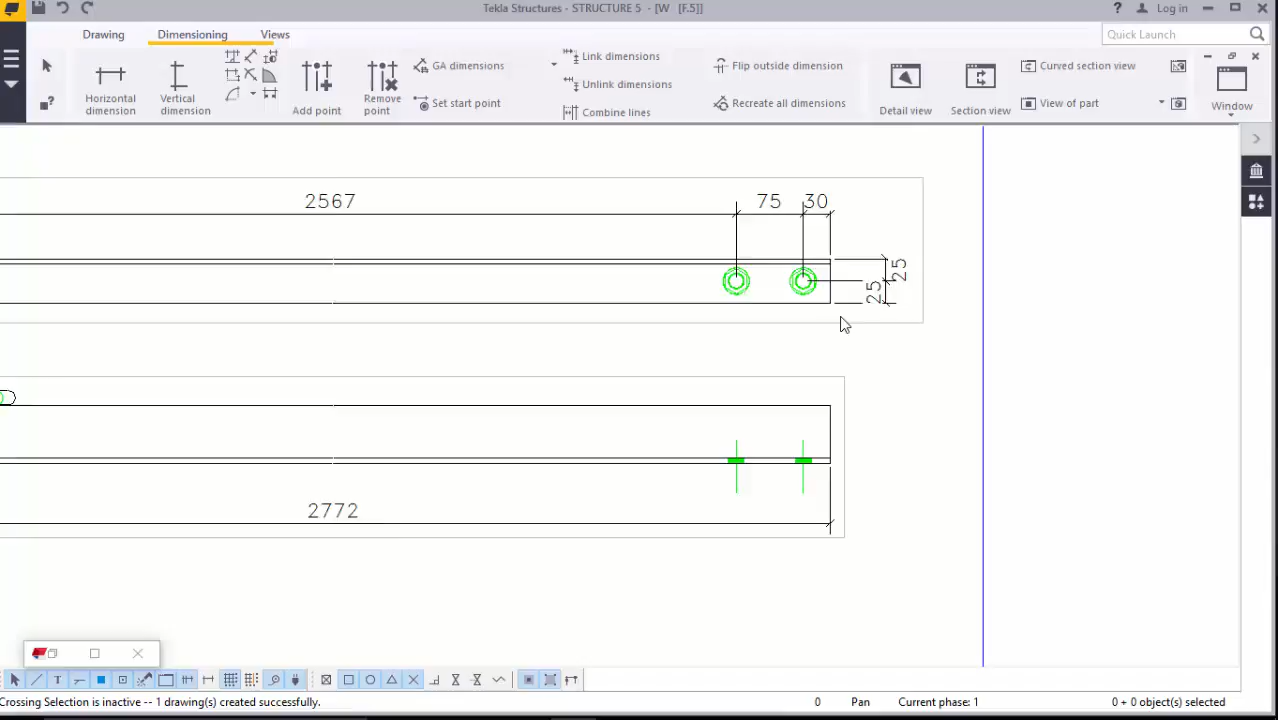 Tekla Structures - STRUCTURE 5 - [W [F.5]]
? Log in
Drawing Dimensioning Views
Quick Launch
Horizontal dimension
Vertical dimension
Add point
Remove point
GA dimensions
Set start point
Link dimensions
Unlink dimensions
Combine lines
Flip outside dimension
Recreate all dimensions
Detail view
Section view
Curved section view
View of part
Window
2567 75 30
25
25
2772
Crossing Selection is inactive -- 1 drawing(s) created successfully. 0 Pan Current phase: 1 0 + 0 object(s) selected